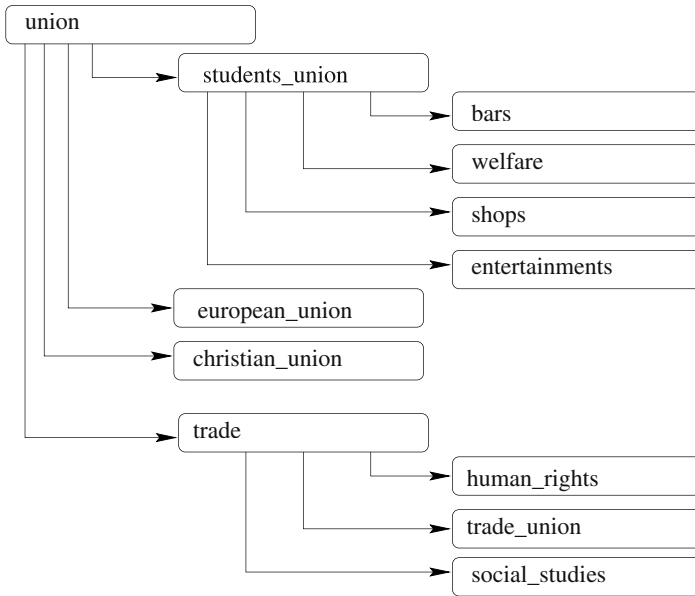 union
students_union
bars
welfare
shops
entertainments
european_union
christian_union
trade
human_rights
trade_union
social_studies